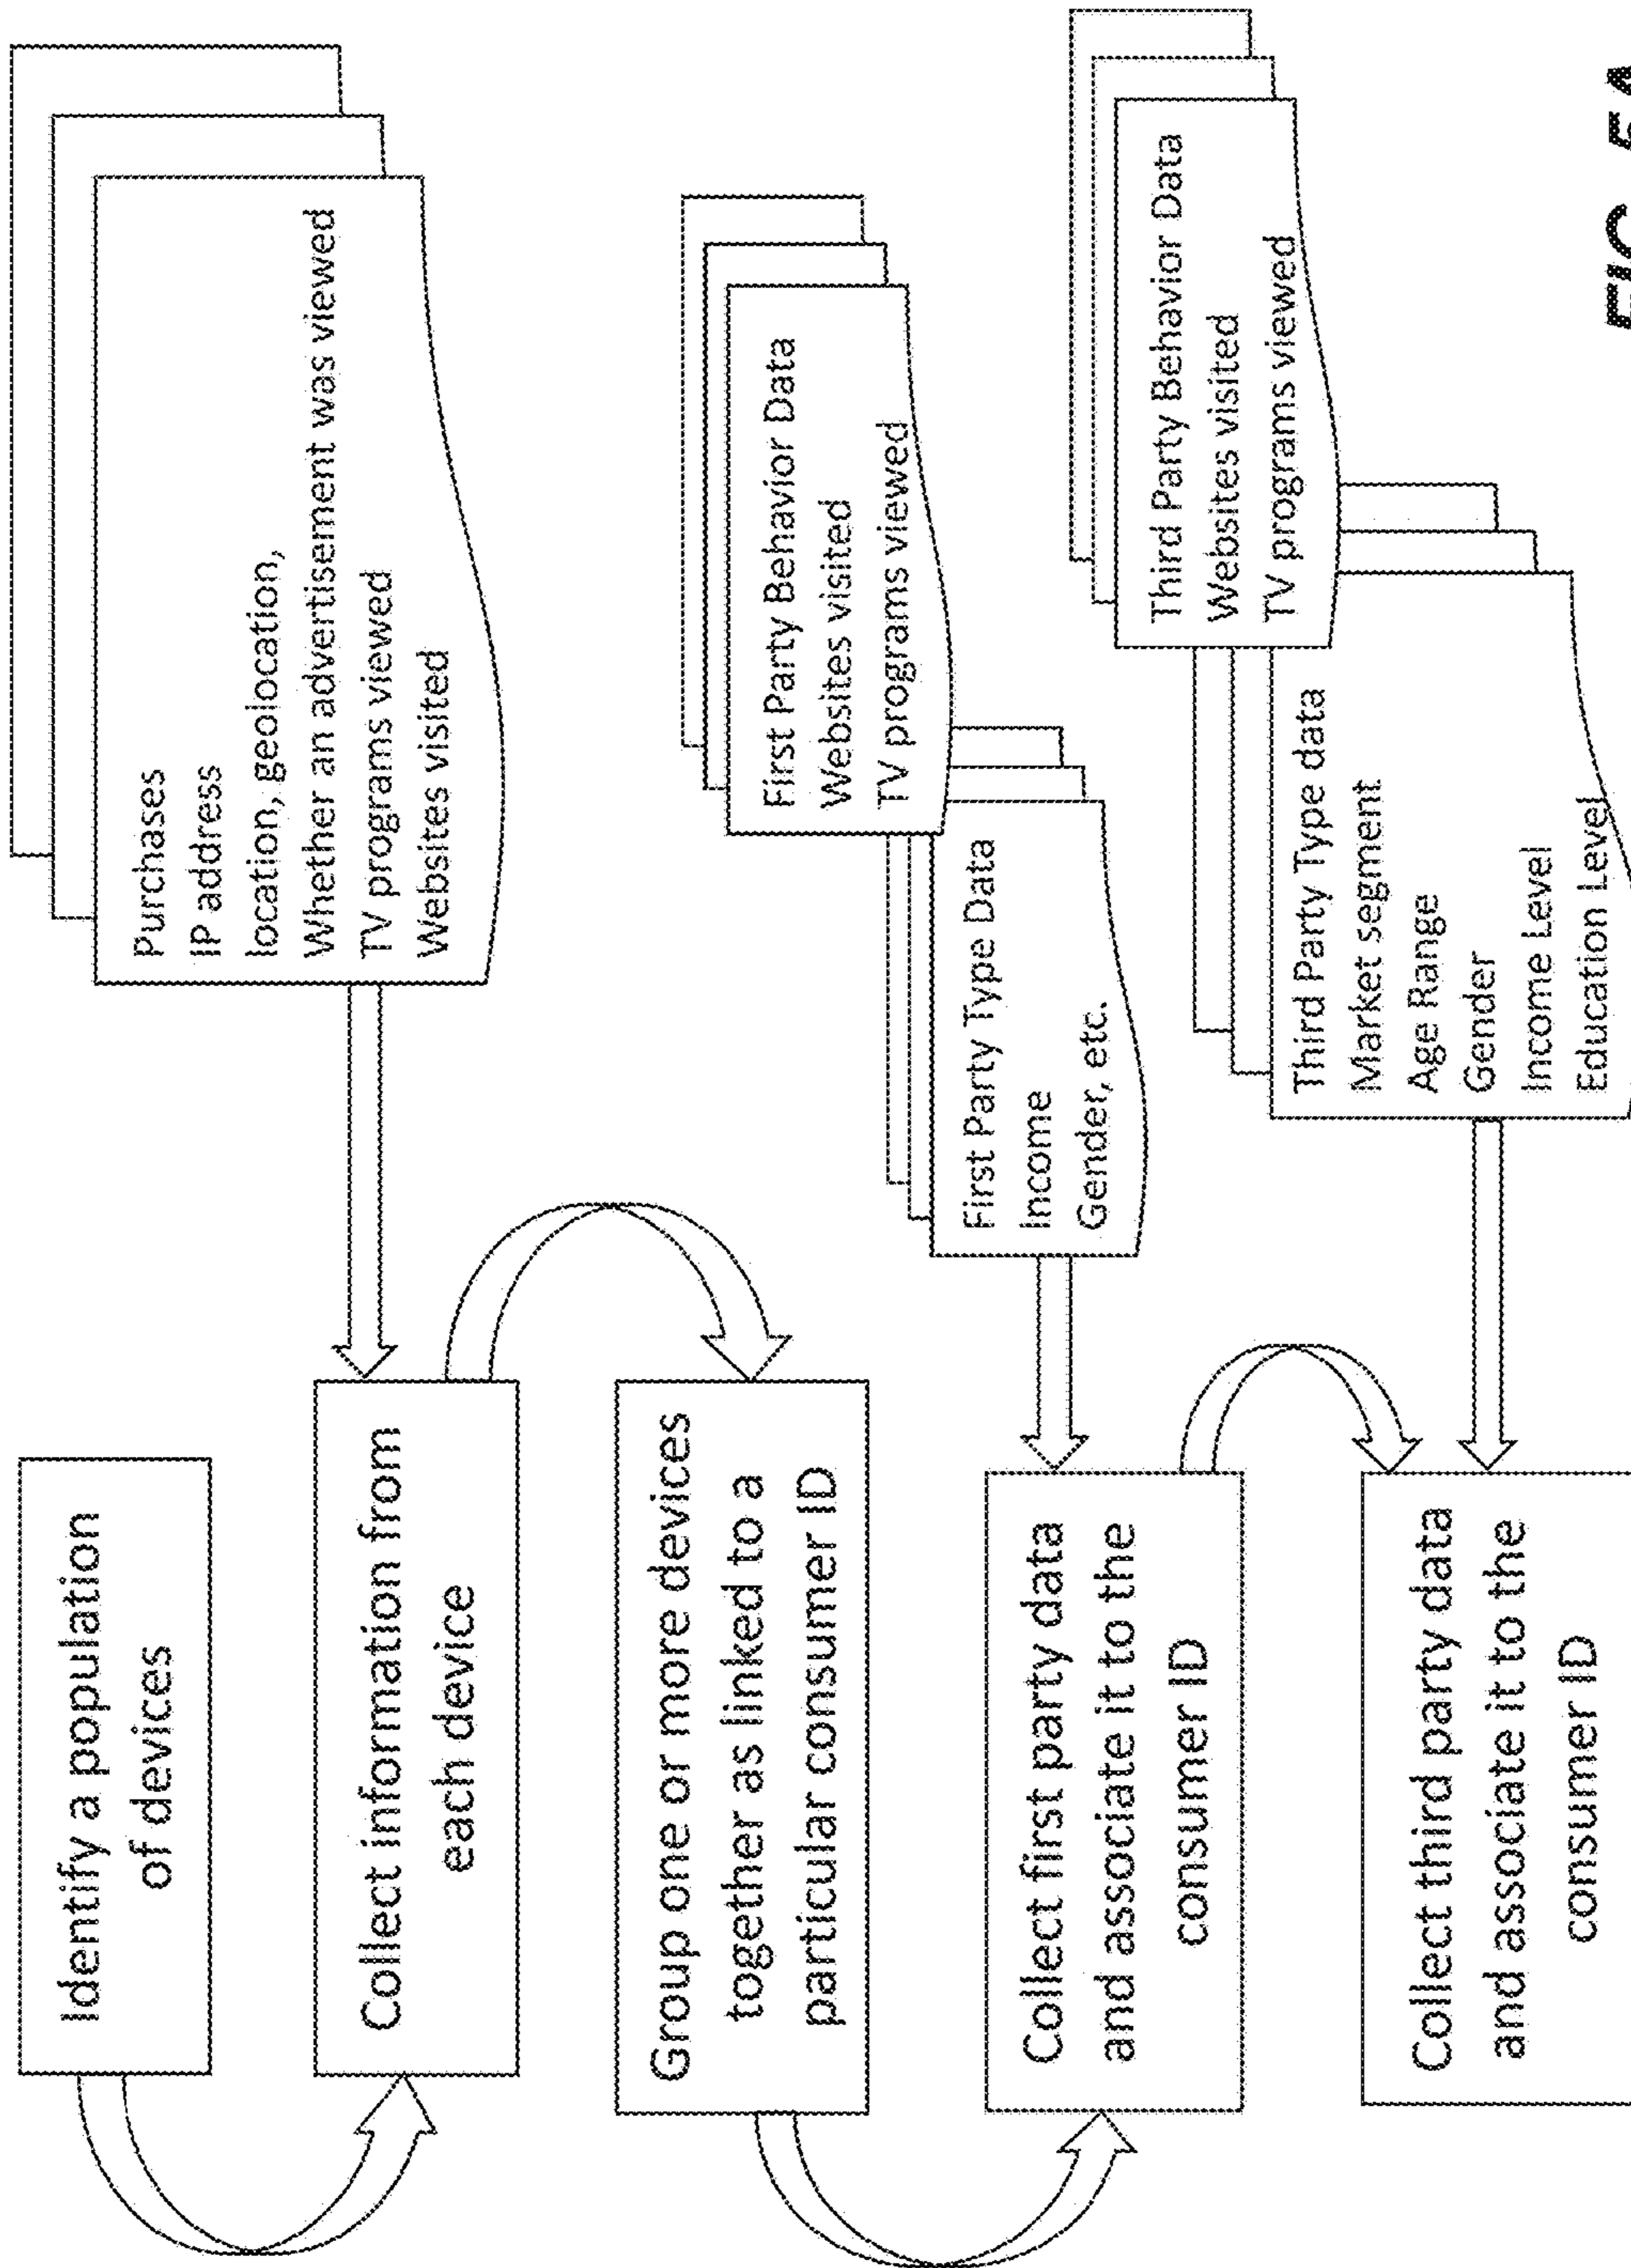 Identify a population
of devices
Purchases
IP address
location, geolocation,
Whether an advertisement was viewed
TV programs viewed
Websites visited
Collect information from
each device
Group one or more devices
together as linked to a
particular consumer ID
First Party Behavior Data
Websites visited
TV programs viewed
First Party Type Data
Income
Gender, etc.
Collect first party data
and associate it to the
consumer ID
Third Party Behavior Data
Websites visited
TV programs viewed
Third Party Type data
Market segment
Age Range
Gender
Income Level
Education Level
Collect third party data
and associate it to the
consumer ID
FIG. 5A